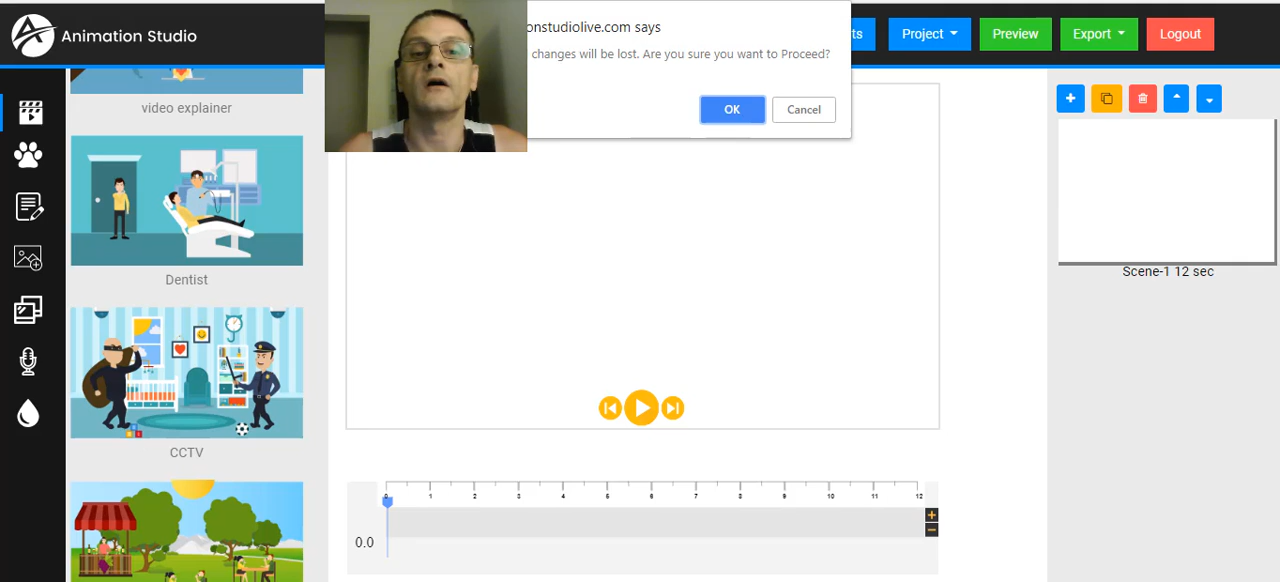 Animation Studio
onstudiolive.com says
changes will be lost. Are you sure you want to Proceed?
OK
Cancel
ts
Project
Preview
Export
Logout
video explainer
Dentist
CCTV
Scene-1 12 sec
0 1 2 3 4 5 6 7 8 9 10 11 12
0.0